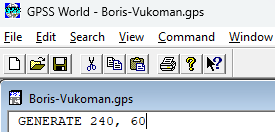 GPSS World - Boris-Vukoman.gps
File Edit Search View Command Window
Boris-Vukoman.gps
GENERATE 240, 60